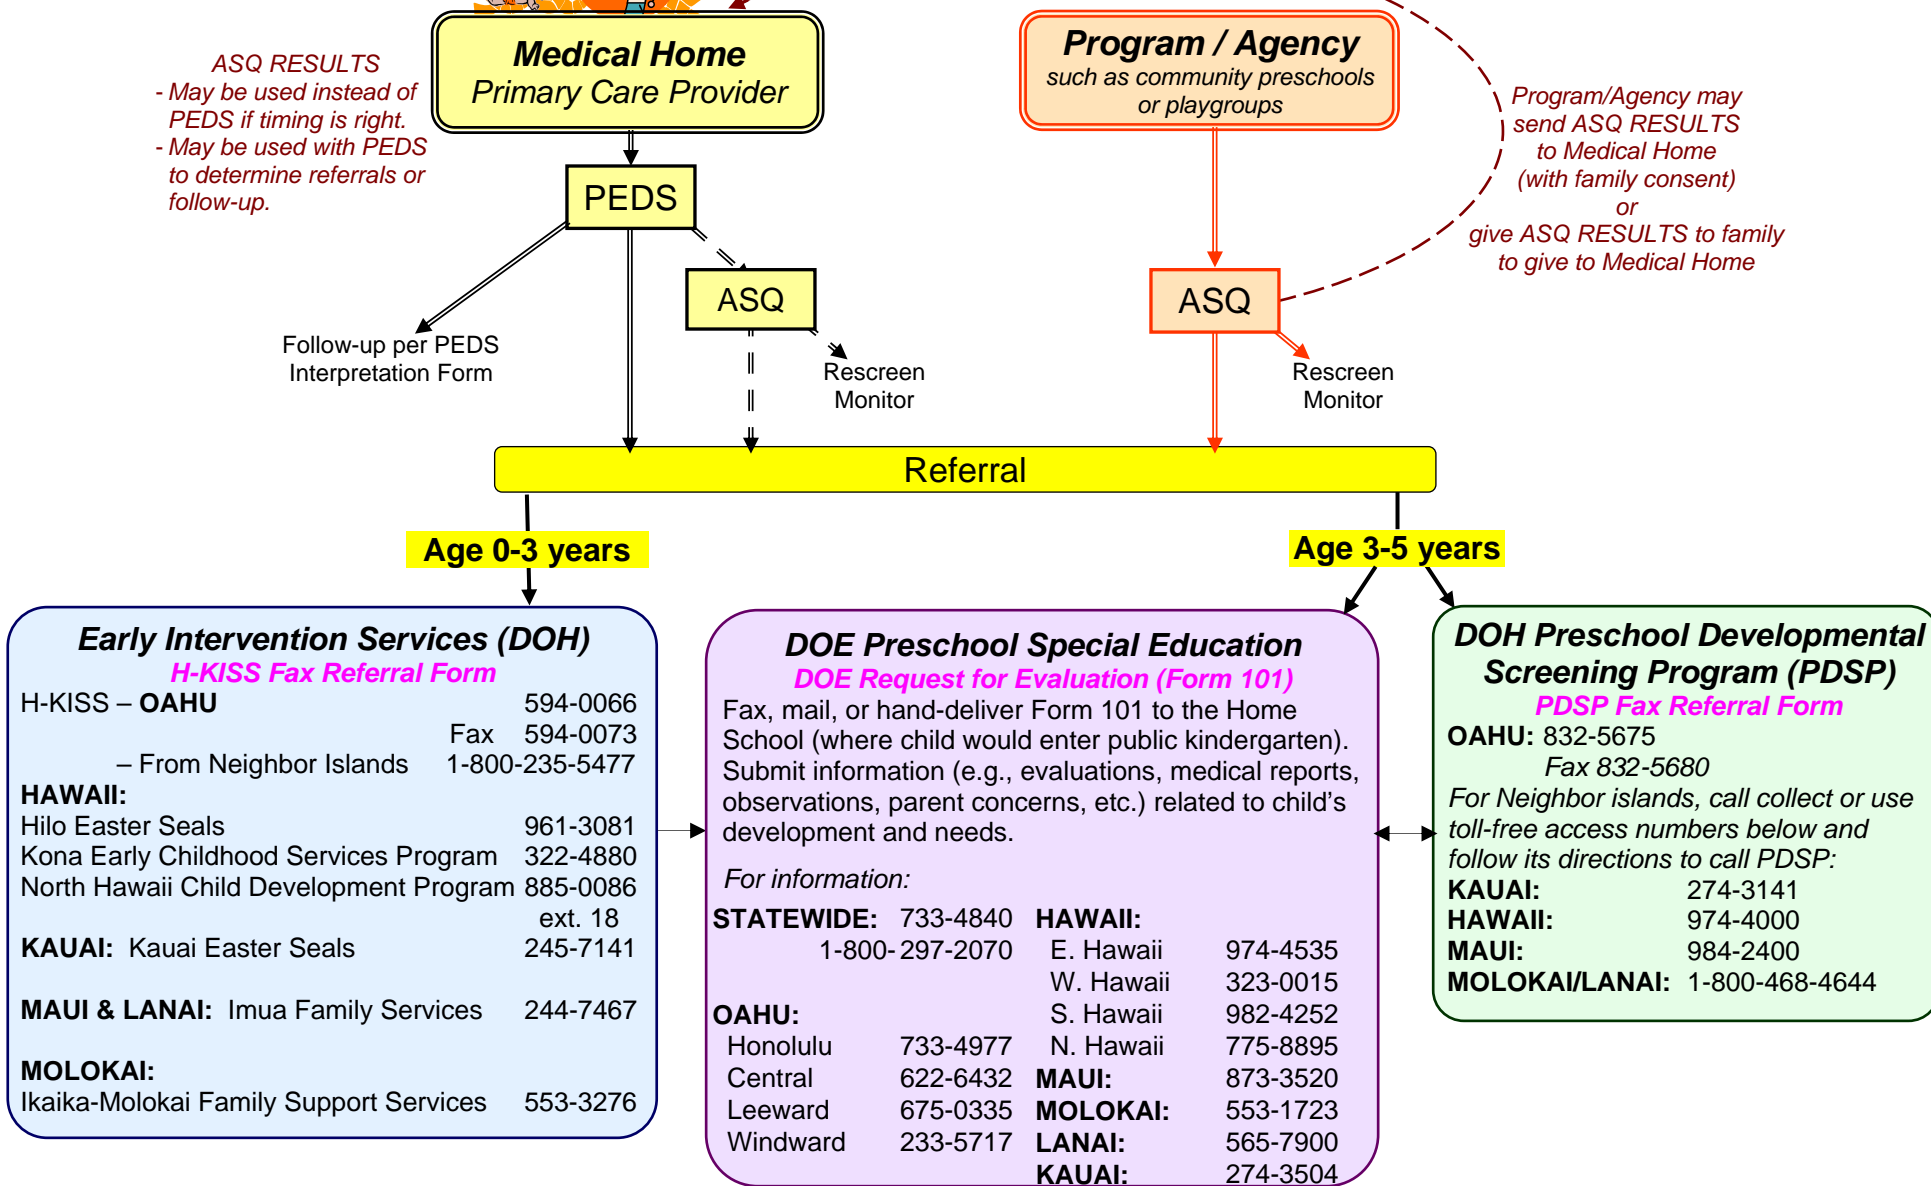 Medical Home
Primary Care Provider
Program / Agency
such as community preschools
or playgroups
ASQ RESULTS
- May be used instead of
PEDS if timing is right.
- May be used with PEDS
to determine referrals or
follow-up.
Program/Agency may
send ASQ RESULTS
to Medical Home
(with family consent)
or
give ASQ RESULTS to family
to give to Medical Home
PEDS
ASQ
ASQ
Follow-up per PEDS
Interpretation Form
Rescreen
Monitor
Rescreen
Monitor
Referral
Age 0-3 years
Age 3-5 years
Early Intervention Services (DOH)
H-KISS Fax Referral Form
H-KISS – OAHU 594-0066
Fax 594-0073
– From Neighbor Islands 1-800-235-5477
HAWAII:
Hilo Easter Seals 961-3081
Kona Early Childhood Services Program 322-4880
North Hawaii Child Development Program 885-0086
ext. 18
KAUAI: Kauai Easter Seals 245-7141
MAUI & LANAI: Imua Family Services 244-7467
MOLOKAI:
Ikaika-Molokai Family Support Services 553-3276
DOE Preschool Special Education
DOE Request for Evaluation (Form 101)
Fax, mail, or hand-deliver Form 101 to the Home
School (where child would enter public kindergarten).
Submit information (e.g., evaluations, medical reports,
observations, parent concerns, etc.) related to child's
development and needs.
For information:
STATEWIDE: 733-4840
1-800-297-2070
OAHU:
Honolulu 733-4977
Central 622-6432
Leeward 675-0335
Windward 233-5717
HAWAII:
E. Hawaii 974-4535
W. Hawaii 323-0015
S. Hawaii 982-4252
N. Hawaii 775-8895
MAUI: 873-3520
MOLOKAI: 553-1723
LANAI: 565-7900
KAUAI: 274-3504
DOH Preschool Developmental
Screening Program (PDSP)
PDSP Fax Referral Form
OAHU: 832-5675
Fax 832-5680
For Neighbor islands, call collect or use
toll-free access numbers below and
follow its directions to call PDSP:
KAUAI: 274-3141
HAWAII: 974-4000
MAUI: 984-2400
MOLOKAI/LANAI: 1-800-468-4644